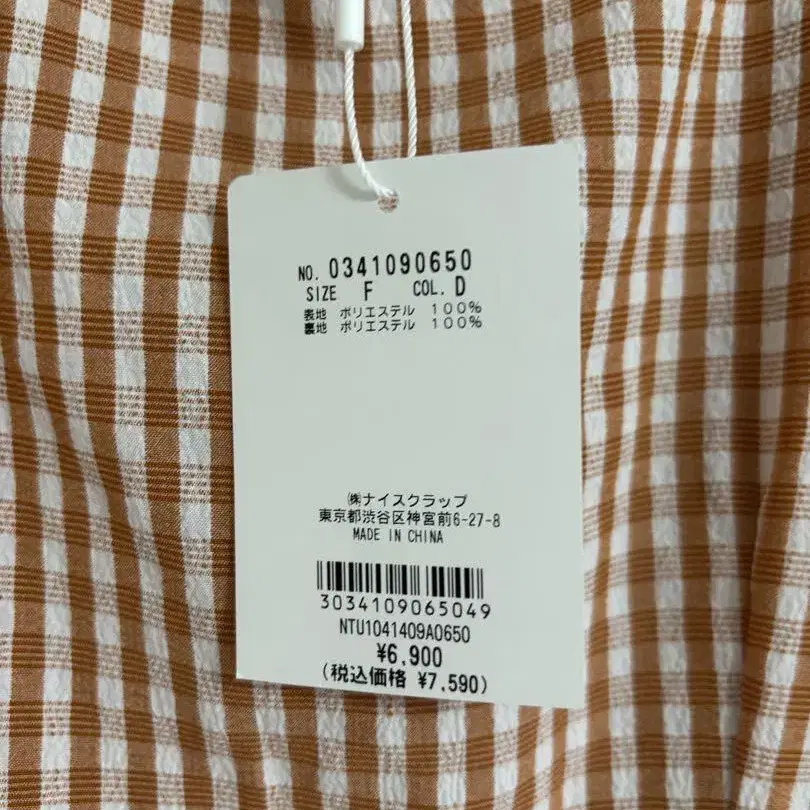 NO. 0341090650
SIZE F COL. D
表地 ポリエステル 100%
裏地 ポリエステル 100%
㈱ナイスクラップ
東京都渋谷区神宮前6-27-8
MADE IN CHINA
3034109065049
NTU1041409A0650
¥6,900
(税込価格 ¥7,590)